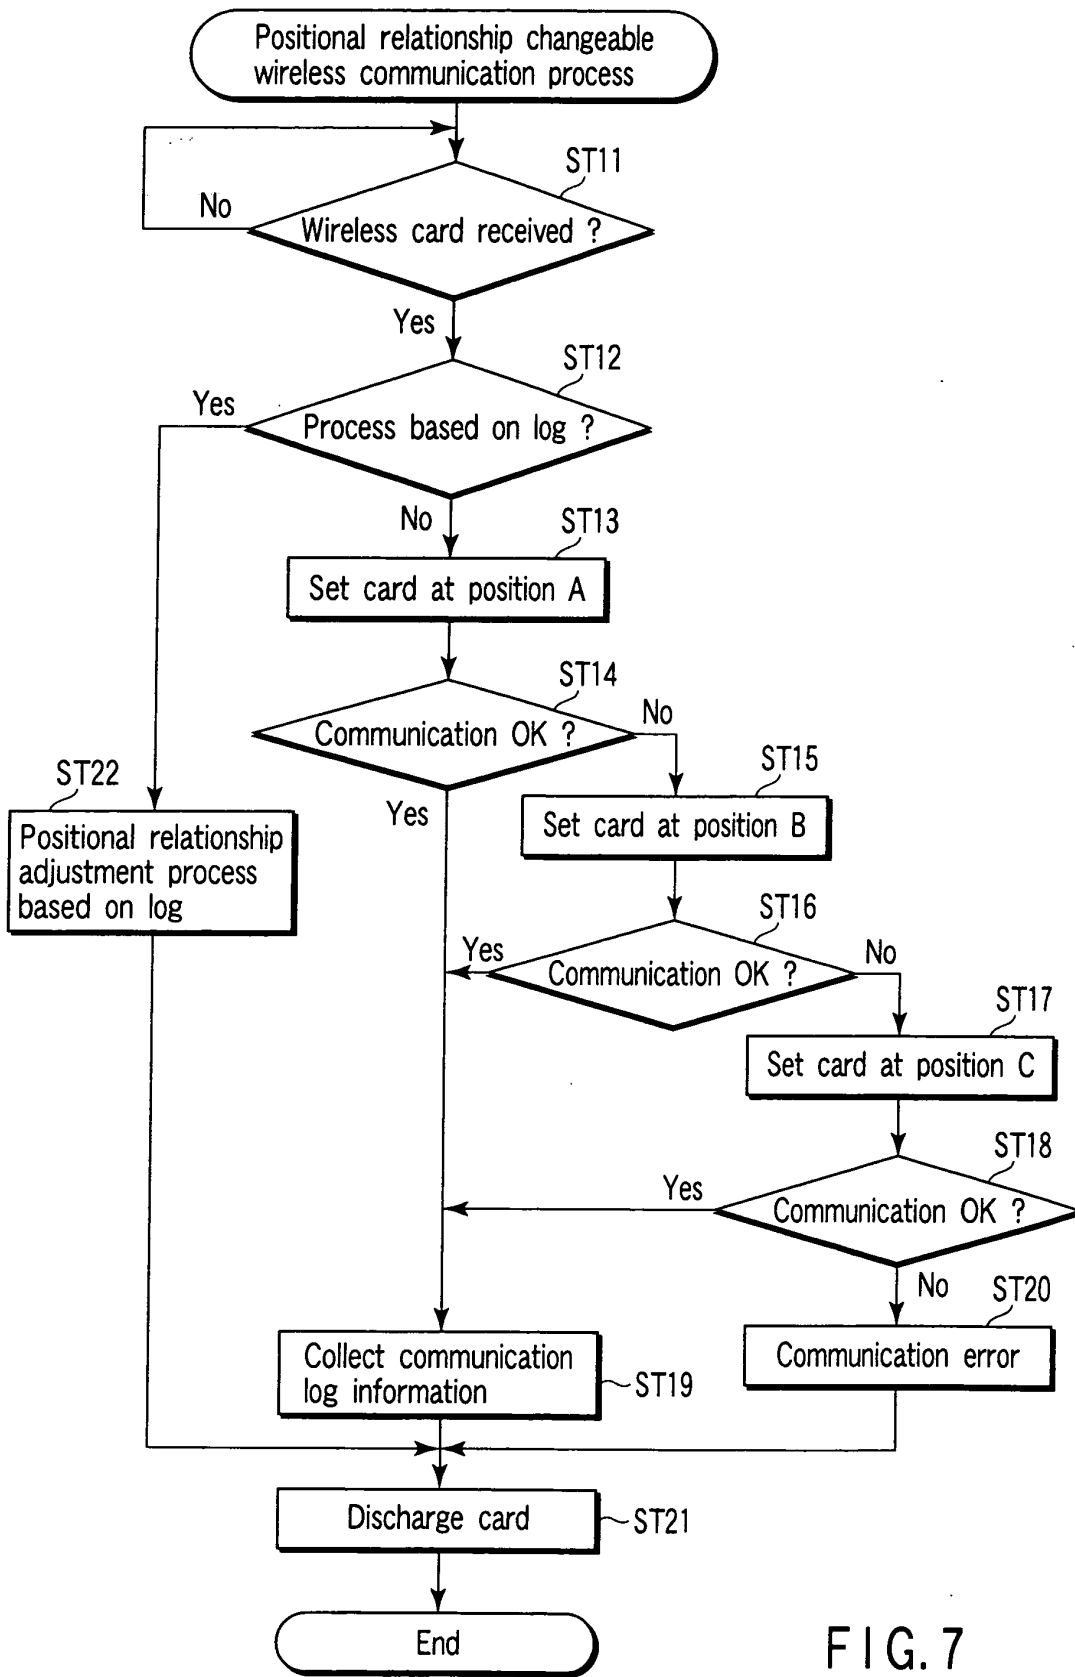 Positional relationship changeable
wireless communication process
ST11
No
Wireless card received ?
Yes
ST12
Yes
Process based on log ?
No
ST13
Set card at position A
ST14
Communication OK ?
No
ST15
ST22
Yes
Set card at position B
Positional relationship
adjustment process
based on log
ST16
Yes
Communication OK ?
No
ST17
Set card at position C
ST18
Yes
Communication OK ?
No
ST20
Collect communication
log information
ST19
Communication error
Discharge card
ST21
End
FIG. 7